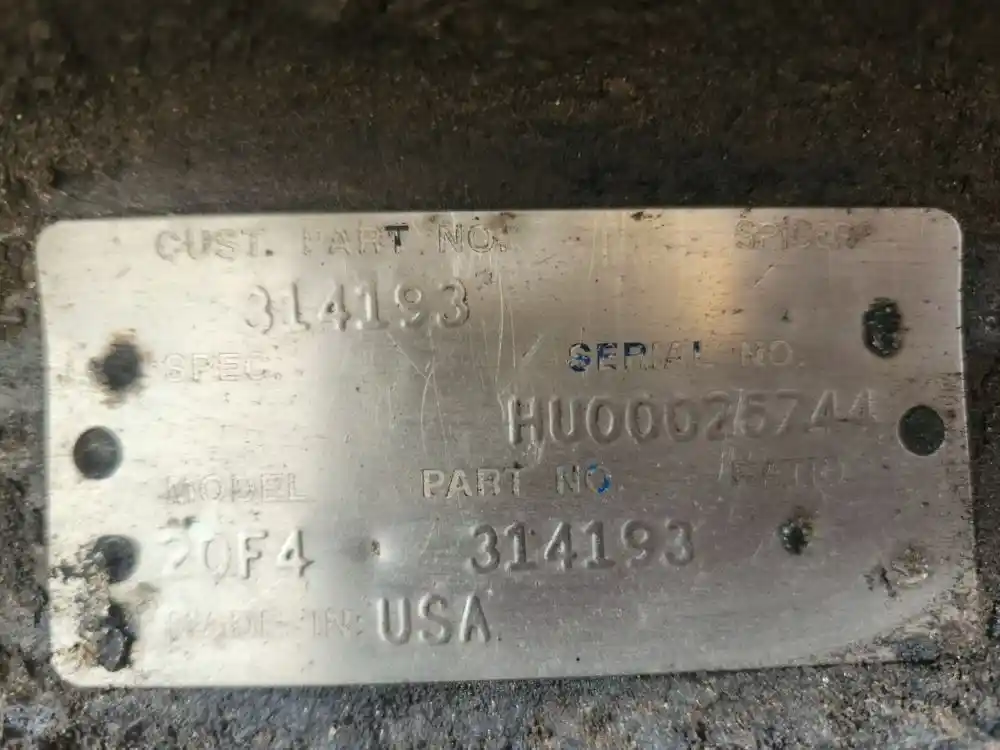 CUST. PART NO. SPICER®
314193
SPEC. SERIAL NO.
HU00025744
MODEL PART NO. RATIO
20F4 314193
MADE IN: USA